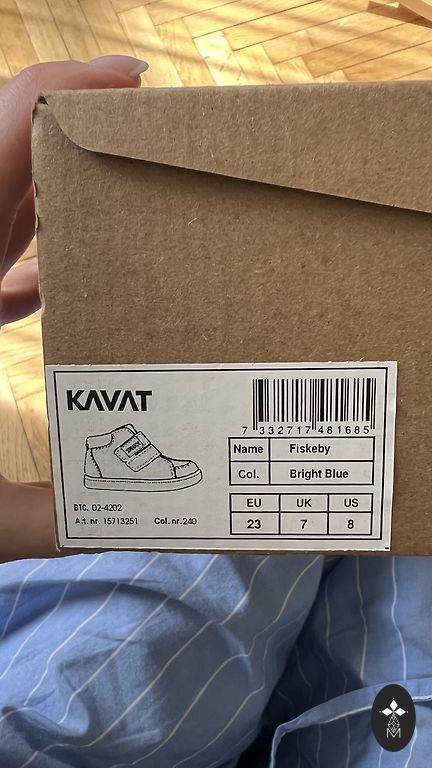 KAVAT
7 332717 481685
Name Fiskeby
Col. Bright Blue
BTC. 02-4202
Art. nr. 15713251 Col. nr. 240
EU UK US
23 7 8
M